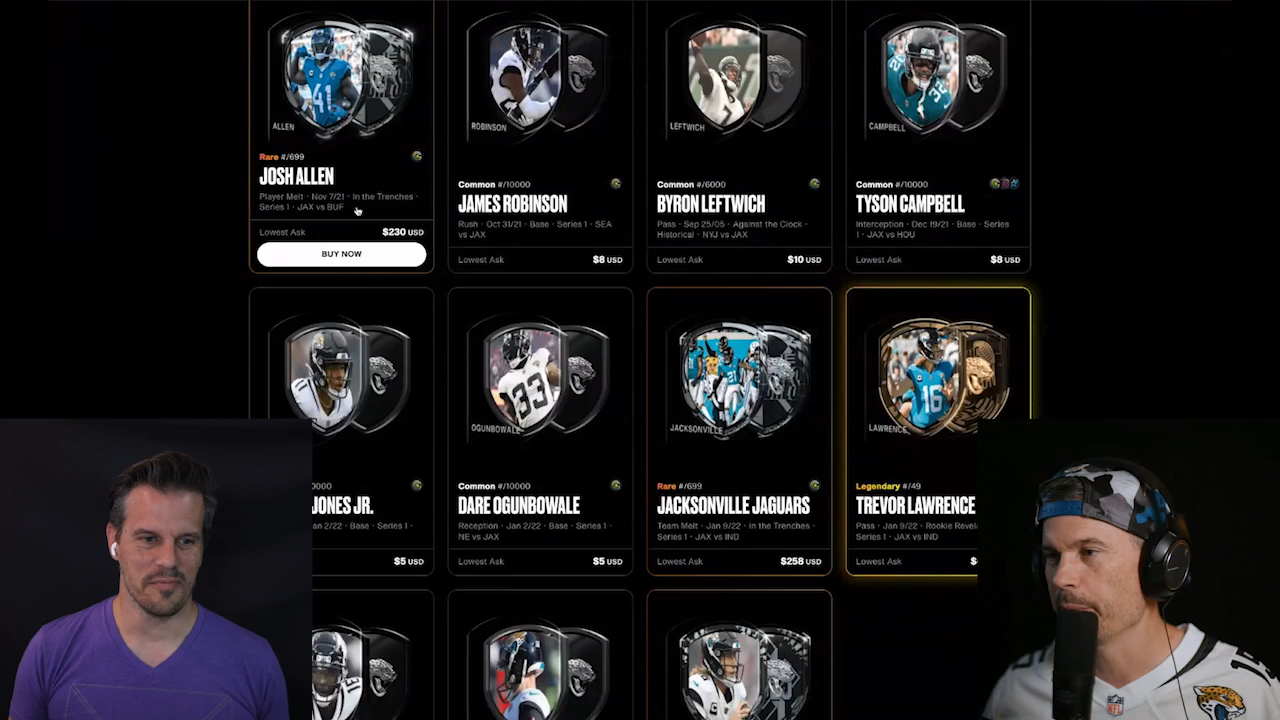 ALLEN
Rare #/699
JOSH ALLEN
Player Melt · Nov 7/21 · In the Trenches ·
Series 1 · JAX vs BUF
Lowest Ask $230 USD
BUY NOW
ROBINSON
Common #/10000
JAMES ROBINSON
Rush · Oct 31/21 · Base · Series 1 · SEA
vs JAX
Lowest Ask $8 USD
LEFTWICH
Common #/6000
BYRON LEFTWICH
Pass · Sep 25/05 · Against the Clock ·
Historical · NYJ vs JAX
Lowest Ask $10 USD
CAMPBELL
Common #/10000
TYSON CAMPBELL
Interception · Dec 19/21 · Base · Series
1 · JAX vs HOU
Lowest Ask $8 USD
JONES JR.
an 2/22 · Base · Series 1 ·
$5 USD
OGUNBOWALE
33
Common #/10000
DARE OGUNBOWALE
Reception · Jan 2/22 · Base · Series 1 ·
NE vs JAX
Lowest Ask $5 USD
JACKSONVILLE
Rare #/699
JACKSONVILLE JAGUARS
Team Melt · Jan 9/22 · In the Trenches ·
Series 1 · JAX vs IND
Lowest Ask $258 USD
LAWRENCE
16
Legendary #/49
TREVOR LAWRENCE
Pass · Jan 9/22 · Rookie Revel
Series 1 · JAX vs IND
Lowest Ask